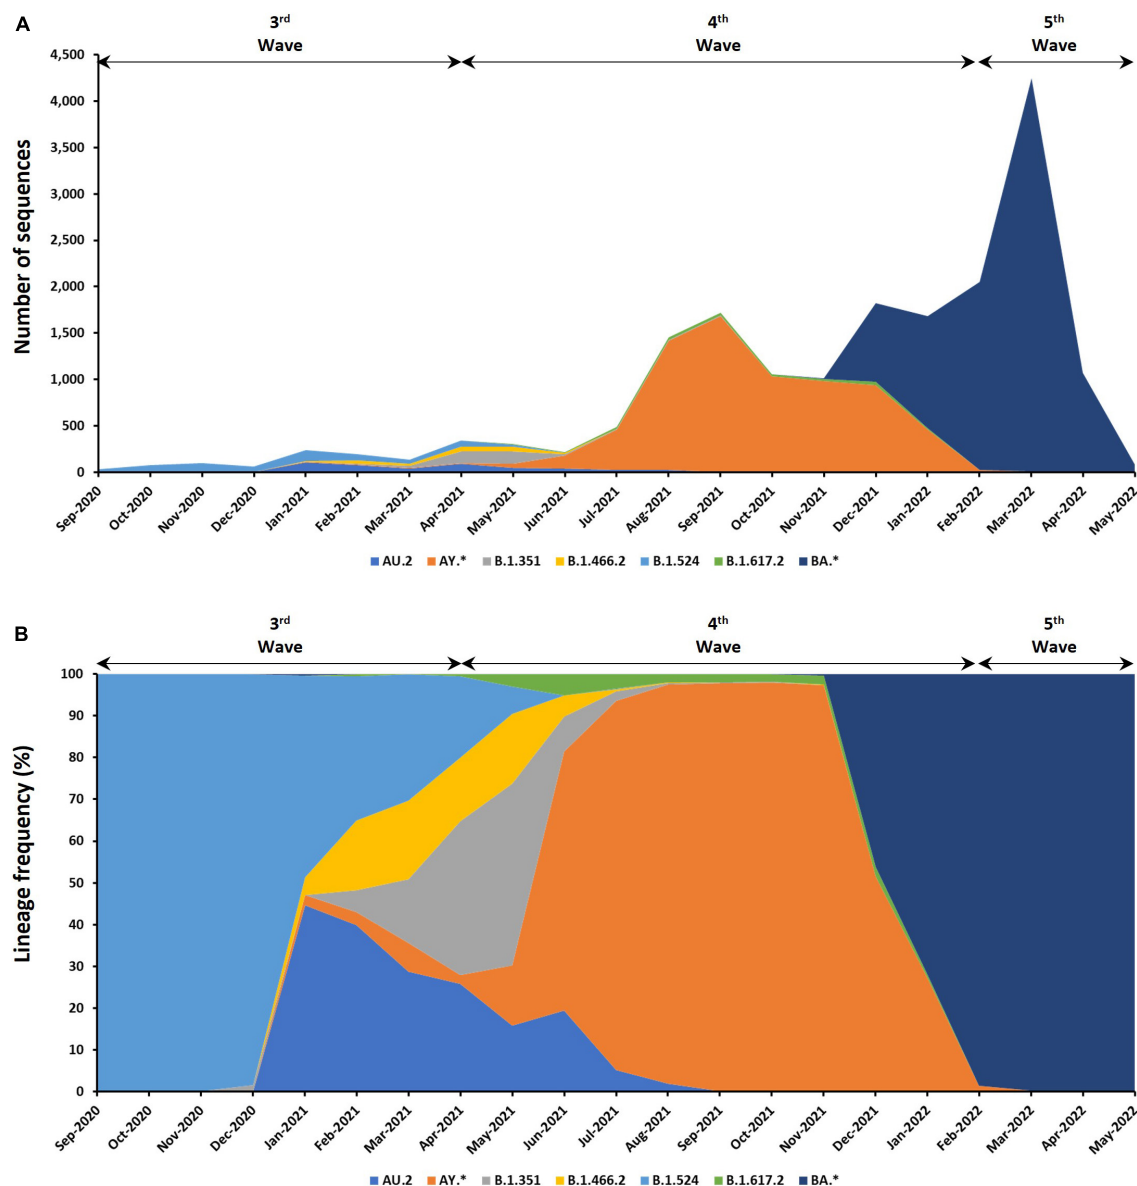 A
3rd
Wave
4th
Wave
5th
Wave
4,500
4,000
3,500
3,000
2,500
2,000
1,500
1,000
500
0
Number of sequences
Sep-2020
Oct-2020
Nov-2020
Dec-2020
Jan-2021
Feb-2021
Mar-2021
Apr-2021
May-2021
Jun-2021
Jul-2021
Aug-2021
Sep-2021
Oct-2021
Nov-2021
Dec-2021
Jan-2022
Feb-2022
Mar-2022
Apr-2022
May-2022
AU.2 AY.* B.1.351 B.1.466.2 B.1.524 B.1.617.2 BA.*
B
3rd
Wave
4th
Wave
5th
Wave
100
90
80
70
60
50
40
30
20
10
0
Lineage frequency (%)
Sep-2020
Oct-2020
Nov-2020
Dec-2020
Jan-2021
Feb-2021
Mar-2021
Apr-2021
May-2021
Jun-2021
Jul-2021
Aug-2021
Sep-2021
Oct-2021
Nov-2021
Dec-2021
Jan-2022
Feb-2022
Mar-2022
Apr-2022
May-2022
AU.2 AY.* B.1.351 B.1.466.2 B.1.524 B.1.617.2 BA.*